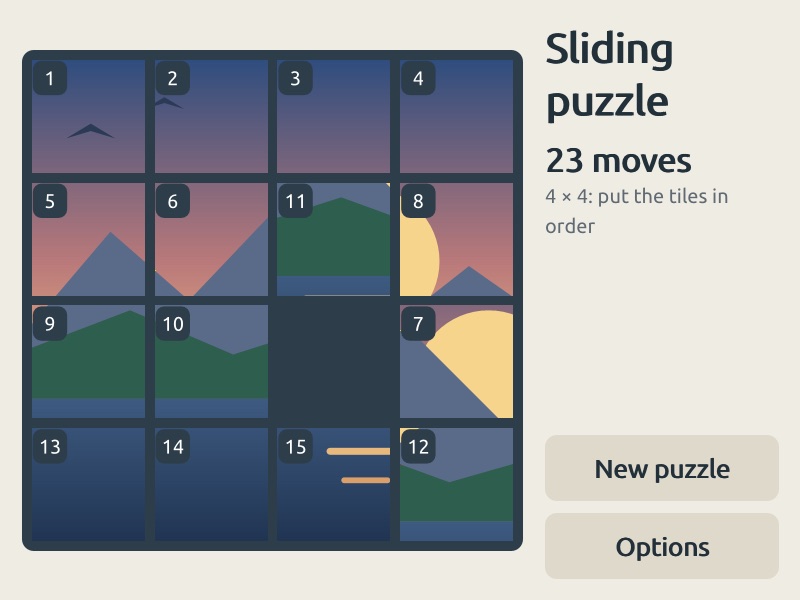 Sliding
puzzle
23 moves
4 × 4: put the tiles in
order
1 2 3 4
5 6 11 8
9 10 7
13 14 15 12
New puzzle
Options